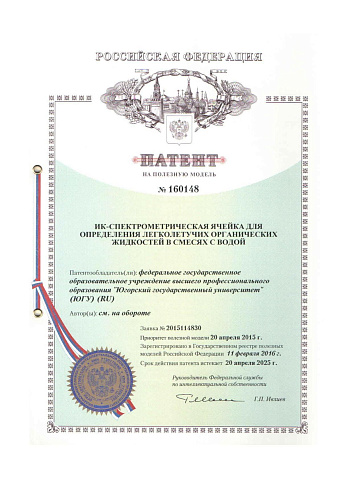 РОССИЙСКАЯ ФЕДЕРАЦИЯ
ПАТЕНТ
НА ПОЛЕЗНУЮ МОДЕЛЬ
№ 160148
ИК-СПЕКТРОМЕТРИЧЕСКАЯ ЯЧЕЙКА ДЛЯ
ОПРЕДЕЛЕНИЯ ЛЕГКОЛЕТУЧИХ ОРГАНИЧЕСКИХ
ЖИДКОСТЕЙ В СМЕСЯХ С ВОДОЙ
Патентообладатель(ли): федеральное государственное
образовательное учреждение высшего профессионального
образования "Югорский государственный университет"
(ЮГУ) (RU)
Автор(ы): см. на обороте
Заявка № 2015114830
Приоритет полезной модели 20 апреля 2015 г.
Зарегистрировано в Государственном реестре полезных
моделей Российской Федерации 11 февраля 2016 г.
Срок действия патента истекает 20 апреля 2025 г.
Руководитель Федеральной службы
по интеллектуальной собственности
Г.П. Ивлиев